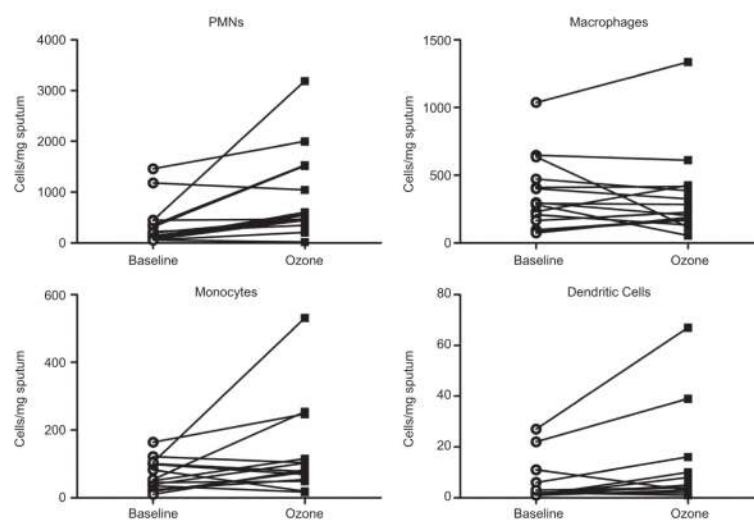 PMNs
Cells/mg sputum
4000
3000
2000
1000
0
Baseline Ozone
Macrophages
Cells/mg sputum
1500
1000
500
0
Baseline Ozone
Monocytes
Cells/mg sputum
600
400
200
0
Baseline Ozone
Dendritic Cells
Cells/mg sputum
80
60
40
20
0
Baseline Ozone